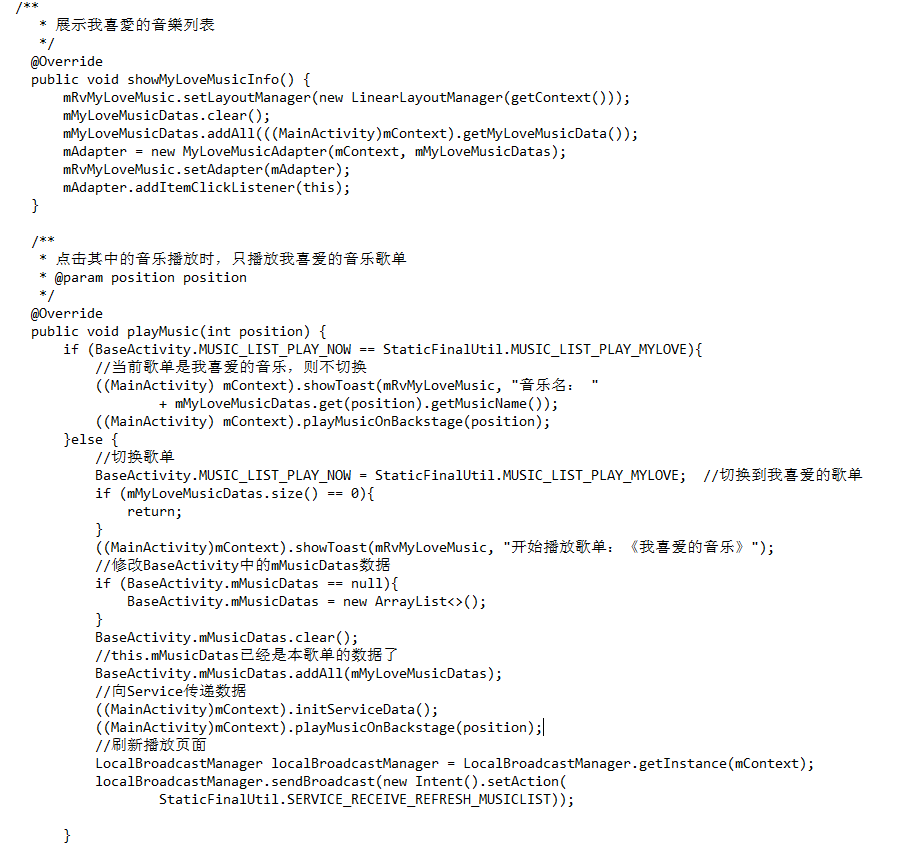 /**
 * 展示我喜愛的音樂列表
 */
@Override
public void showMyLoveMusicInfo() {
    mRvMyLoveMusic.setLayoutManager(new LinearLayoutManager(getContext()));
    mMyLoveMusicDatas.clear();
    mMyLoveMusicDatas.addAll(((MainActivity)mContext).getMyLoveMusicData());
    mAdapter = new MyLoveMusicAdapter(mContext, mMyLoveMusicDatas);
    mRvMyLoveMusic.setAdapter(mAdapter);
    mAdapter.addItemClickListener(this);
}
/**
 * 点击其中的音乐播放时，只播放我喜爱的音乐歌单
 * @param position position
 */
@Override
public void playMusic(int position) {
    if (BaseActivity.MUSIC_LIST_PLAY_NOW == StaticFinalUtil.MUSIC_LIST_PLAY_MYLOVE){
        //当前歌单是我喜爱的音乐，则不切换
        ((MainActivity) mContext).showToast(mRvMyLoveMusic, "音乐名： "
                + mMyLoveMusicDatas.get(position).getMusicName());
        ((MainActivity) mContext).playMusicOnBackstage(position);
    }else {
        //切换歌单
        BaseActivity.MUSIC_LIST_PLAY_NOW = StaticFinalUtil.MUSIC_LIST_PLAY_MYLOVE;  //切换到我喜爱的歌单
        if (mMyLoveMusicDatas.size() == 0){
            return;
        }
        ((MainActivity)mContext).showToast(mRvMyLoveMusic, "开始播放歌单：《我喜爱的音乐》");
        //修改BaseActivity中的mMusicDatas数据
        if (BaseActivity.mMusicDatas == null){
            BaseActivity.mMusicDatas = new ArrayList<>();
        }
        BaseActivity.mMusicDatas.clear();
        //this.mMusicDatas已经是本歌单的数据了
        BaseActivity.mMusicDatas.addAll(mMyLoveMusicDatas);
        //向Service传递数据
        ((MainActivity)mContext).initServiceData();
        ((MainActivity)mContext).playMusicOnBackstage(position);
        //刷新播放页面
        LocalBroadcastManager localBroadcastManager = LocalBroadcastManager.getInstance(mContext);
        localBroadcastManager.sendBroadcast(new Intent().setAction(
                StaticFinalUtil.SERVICE_RECEIVE_REFRESH_MUSICLIST));
    }